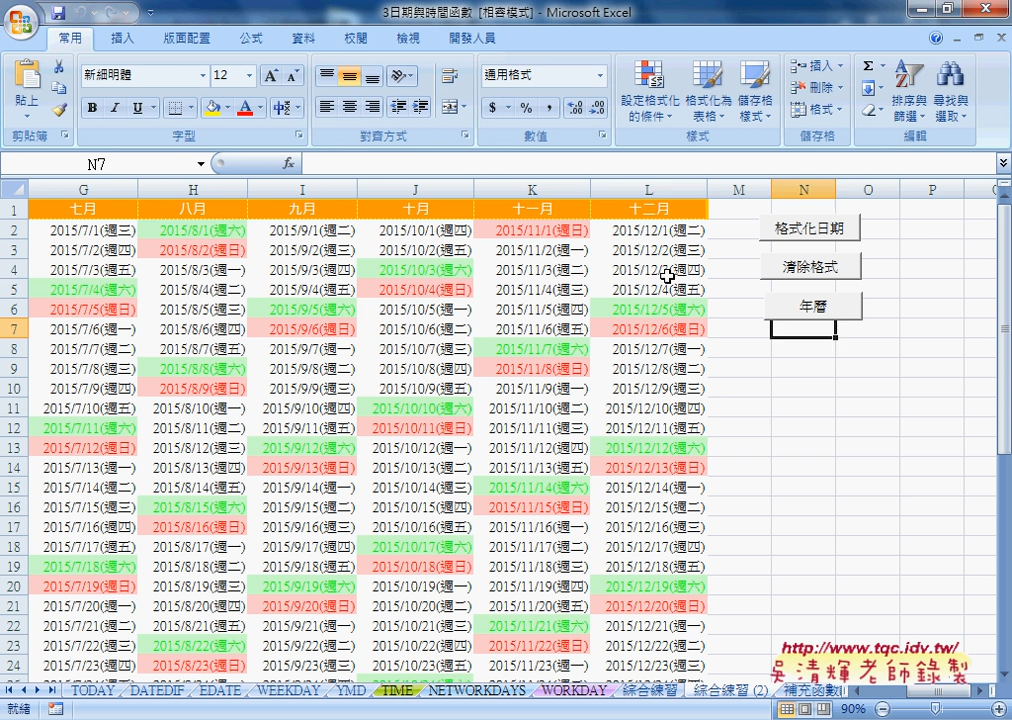 3日期與時間函數 [相容模式] - Microsoft Excel
常用 插入 版面配置 公式 資料 校閱 檢視 開發人員
新細明體 12 通用格式 插入 Σ
貼上 B I U A 中 $ % , 設定格式化的條件 格式化為表格 儲存格樣式 刪除 格式 排序與篩選 尋找與選取
剪貼簿 字型 對齊方式 數值 樣式 儲存格 編輯
N7 fx
G H I J K L M N O P
1 七月 八月 九月 十月 十一月 十二月
2 2015/7/1(週三) 2015/8/1(週六) 2015/9/1(週二) 2015/10/1(週四) 2015/11/1(週日) 2015/12/1(週二) 格式化日期
3 2015/7/2(週四) 2015/8/2(週日) 2015/9/2(週三) 2015/10/2(週五) 2015/11/2(週一) 2015/12/2(週三)
4 2015/7/3(週五) 2015/8/3(週一) 2015/9/3(週四) 2015/10/3(週六) 2015/11/3(週二) 2015/12/3(週四) 清除格式
5 2015/7/4(週六) 2015/8/4(週二) 2015/9/4(週五) 2015/10/4(週日) 2015/11/4(週三) 2015/12/4(週五)
6 2015/7/5(週日) 2015/8/5(週三) 2015/9/5(週六) 2015/10/5(週一) 2015/11/5(週四) 2015/12/5(週六) 年曆
7 2015/7/6(週一) 2015/8/6(週四) 2015/9/6(週日) 2015/10/6(週二) 2015/11/6(週五) 2015/12/6(週日)
8 2015/7/7(週二) 2015/8/7(週五) 2015/9/7(週一) 2015/10/7(週三) 2015/11/7(週六) 2015/12/7(週一)
9 2015/7/8(週三) 2015/8/8(週六) 2015/9/8(週二) 2015/10/8(週四) 2015/11/8(週日) 2015/12/8(週二)
10 2015/7/9(週四) 2015/8/9(週日) 2015/9/9(週三) 2015/10/9(週五) 2015/11/9(週一) 2015/12/9(週三)
11 2015/7/10(週五) 2015/8/10(週一) 2015/9/10(週四) 2015/10/10(週六) 2015/11/10(週二) 2015/12/10(週四)
12 2015/7/11(週六) 2015/8/11(週二) 2015/9/11(週五) 2015/10/11(週日) 2015/11/11(週三) 2015/12/11(週五)
13 2015/7/12(週日) 2015/8/12(週三) 2015/9/12(週六) 2015/10/12(週一) 2015/11/12(週四) 2015/12/12(週六)
14 2015/7/13(週一) 2015/8/13(週四) 2015/9/13(週日) 2015/10/13(週二) 2015/11/13(週五) 2015/12/13(週日)
15 2015/7/14(週二) 2015/8/14(週五) 2015/9/14(週一) 2015/10/14(週三) 2015/11/14(週六) 2015/12/14(週一)
16 2015/7/15(週三) 2015/8/15(週六) 2015/9/15(週二) 2015/10/15(週四) 2015/11/15(週日) 2015/12/15(週二)
17 2015/7/16(週四) 2015/8/16(週日) 2015/9/16(週三) 2015/10/16(週五) 2015/11/16(週一) 2015/12/16(週三)
18 2015/7/17(週五) 2015/8/17(週一) 2015/9/17(週四) 2015/10/17(週六) 2015/11/17(週二) 2015/12/17(週四)
19 2015/7/18(週六) 2015/8/18(週二) 2015/9/18(週五) 2015/10/18(週日) 2015/11/18(週三) 2015/12/18(週五)
20 2015/7/19(週日) 2015/8/19(週三) 2015/9/19(週六) 2015/10/19(週一) 2015/11/19(週四) 2015/12/19(週六)
21 2015/7/20(週一) 2015/8/20(週四) 2015/9/20(週日) 2015/10/20(週二) 2015/11/20(週五) 2015/12/20(週日)
22 2015/7/21(週二) 2015/8/21(週五) 2015/9/21(週一) 2015/10/21(週三) 2015/11/21(週六) 2015/12/21(週一)
23 2015/7/22(週三) 2015/8/22(週六) 2015/9/22(週二) 2015/10/22(週四) 2015/11/22(週日) 2015/12/22(週二)
24 2015/7/23(週四) 2015/8/23(週日) 2015/9/23(週三) 2015/10/23(週五) 2015/11/23(週一) 2015/12/23(週三)
http://www.tqc.idv.tw/
吳清輝老師錄製
TODAY DATEDIF EDATE WEEKDAY YMD TIME NETWORKDAYS WORKDAY 綜合練習 綜合練習 (2) 補充函數
就緒 90%